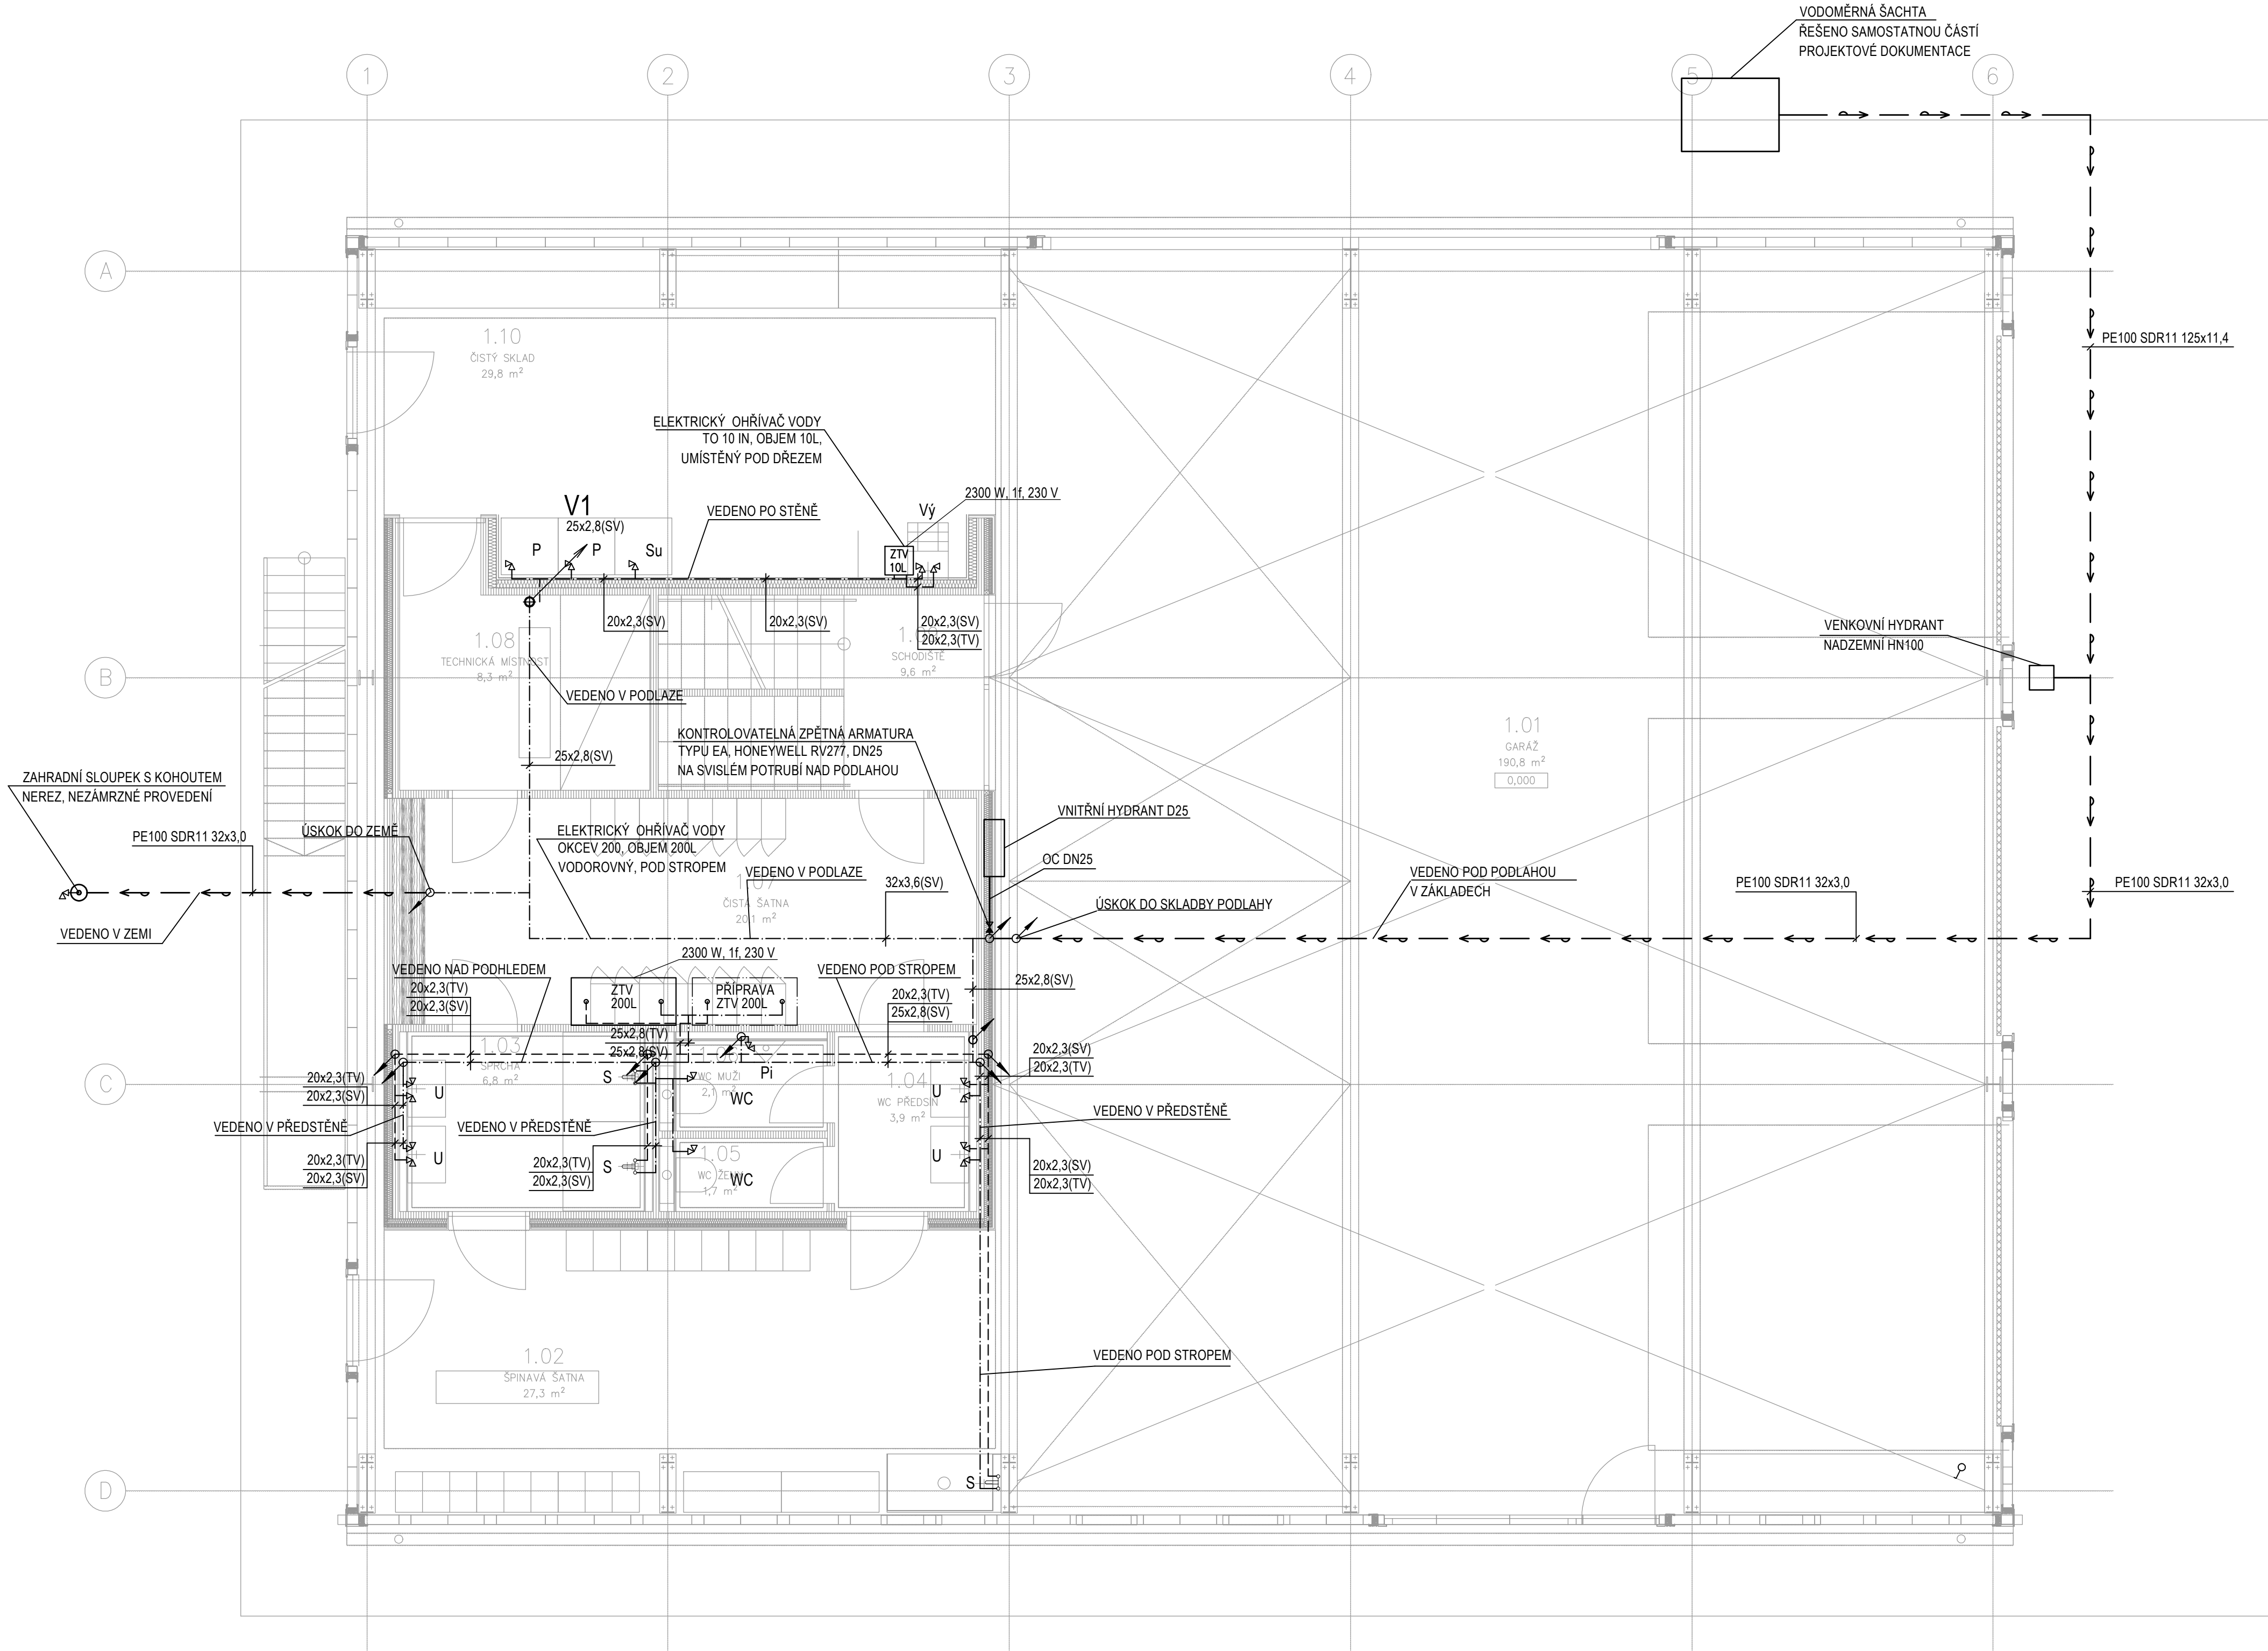 VODOMĚRNÁ ŠACHTA
ŘEŠENO SAMOSTATNOU ČÁSTÍ
PROJEKTOVÉ DOKUMENTACE
1
2
3
4
5
6
A
B
C
D
PE100 SDR11 125x11,4
1.10
ČISTÝ SKLAD
29,8 m²
ELEKTRICKÝ OHŘÍVAČ VODY
TO 10 IN, OBJEM 10L,
UMÍSTĚNÝ POD DŘEZEM
2300 W, 1f, 230 V
V1
25x2,8(SV)
VEDENO PO STĚNĚ
Vý
P
P
Su
ZTV
10L
20x2,3(SV)
20x2,3(SV)
20x2,3(SV)
20x2,3(TV)
1.08
TECHNICKÁ MÍSTNOST
8,3 m²
SCHODIŠTĚ
9,6 m²
VENKOVNÍ HYDRANT
NADZEMNÍ HN100
VEDENO V PODLAZE
1.01
GARÁŽ
190,8 m²
0,000
KONTROLOVATELNÁ ZPĚTNÁ ARMATURA
TYPU EA, HONEYWELL RV277, DN25
NA SVISLÉM POTRUBÍ NAD PODLAHOU
25x2,8(SV)
ZAHRADNÍ SLOUPEK S KOHOUTEM
NEREZ, NEZÁMRZNÉ PROVEDENÍ
PE100 SDR11 32x3,0
ÚSKOK DO ZEMĚ
ELEKTRICKÝ OHŘÍVAČ VODY
OKCEV 200, OBJEM 200L
VODOROVNÝ, POD STROPEM
VEDENO V PODLAZE
VNITŘNÍ HYDRANT D25
OC DN25
32x3,6(SV)
VEDENO POD PODLAHOU
V ZÁKLADECH
PE100 SDR11 32x3,0
PE100 SDR11 32x3,0
1.07
ČISTÁ ŠATNA
20,1 m²
ÚSKOK DO SKLADBY PODLAHY
VEDENO V ZEMI
2300 W, 1f, 230 V
VEDENO NAD PODHLEDEM
20x2,3(TV)
20x2,3(SV)
VEDENO POD STROPEM
20x2,3(TV)
25x2,8(SV)
25x2,8(SV)
ZTV
200L
PŘÍPRAVA
ZTV 200L
25x2,8(TV)
25x2,8(SV)
1.03
SPRCHA
6,8 m²
WC MUŽI
2,1 m²
Pi
1.04
WC PŘEDSÍŇ
3,9 m²
20x2,3(SV)
20x2,3(TV)
20x2,3(TV)
20x2,3(SV)
U
S
WC
U
VEDENO V PŘEDSTĚNĚ
VEDENO V PŘEDSTĚNĚ
VEDENO V PŘEDSTĚNĚ
20x2,3(TV)
20x2,3(SV)
U
20x2,3(TV)
20x2,3(SV)
S
1.05
WC ŽENY
1,7 m²
WC
U
20x2,3(SV)
20x2,3(TV)
1.02
ŠPINAVÁ ŠATNA
27,3 m²
VEDENO POD STROPEM
S